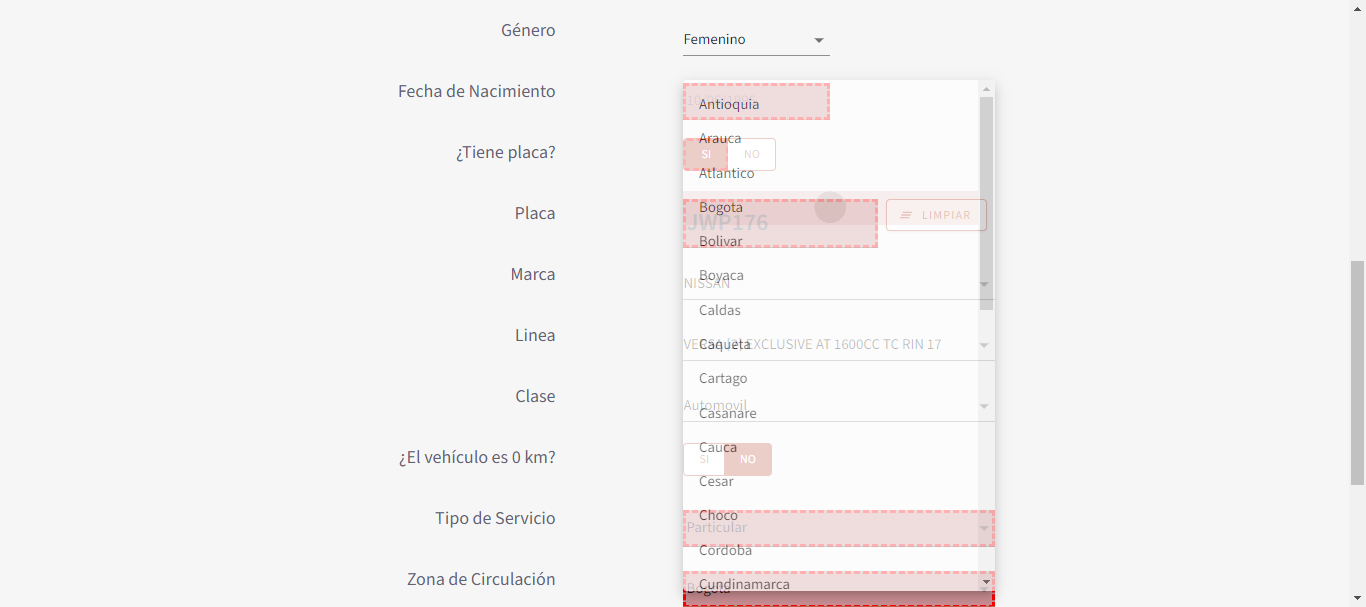 Género
Femenino
Fecha de Nacimiento
Antioquia
Arauca
¿Tiene placa?
SI
NO
Atlantico
Bogota
Placa
JWP176
LIMPIAR
Bolivar
Marca
Boyaca
NISSAN
Caldas
Linea
EXCLUSIVE AT 1600CC TC RIN 17
Caqueta
Cartago
Clase
Automovil
Casanare
Cauca
¿El vehículo es 0 km?
SI
NO
Cesar
Choco
Tipo de Servicio
Particular
Cordoba
Zona de Circulación
Cundinamarca
Bogota